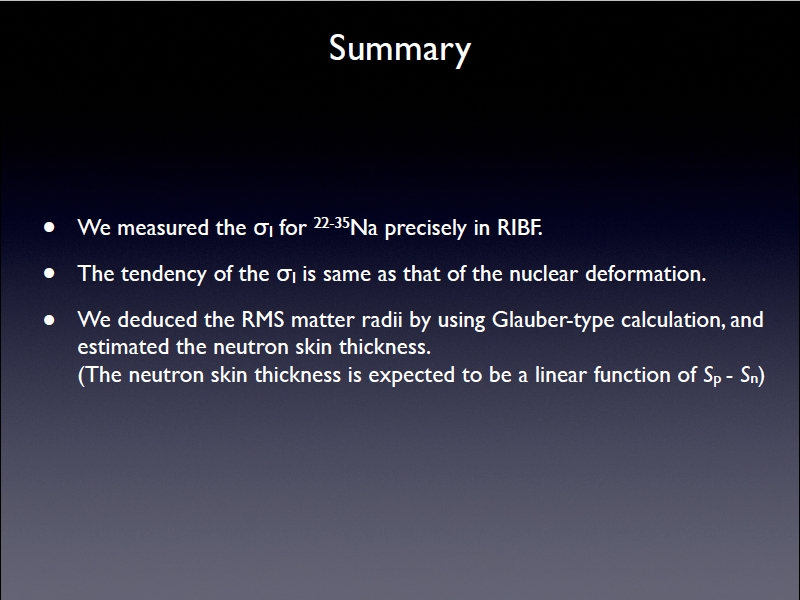 Summary
• We measured the σI for 22-35Na precisely in RIBF.
• The tendency of the σI is same as that of the nuclear deformation.
• We deduced the RMS matter radii by using Glauber-type calculation, and
estimated the neutron skin thickness.
(The neutron skin thickness is expected to be a linear function of Sp - Sn)